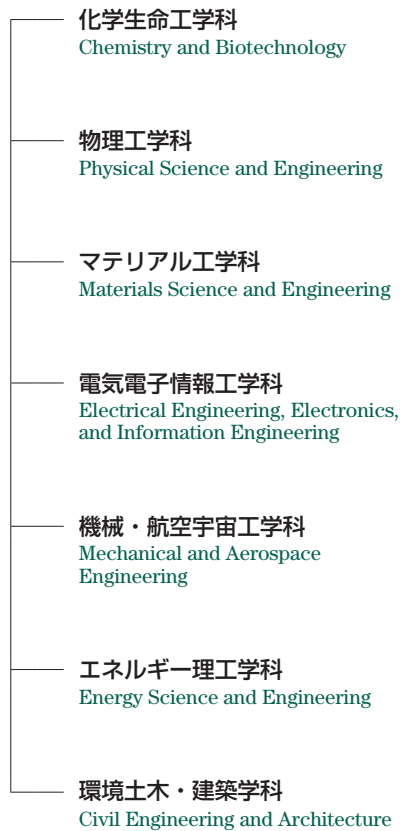 化学生命工学科
Chemistry and Biotechnology
物理工学科
Physical Science and Engineering
マテリアル工学科
Materials Science and Engineering
電気電子情報工学科
Electrical Engineering, Electronics,
and Information Engineering
機械・航空宇宙工学科
Mechanical and Aerospace
Engineering
エネルギー理工学科
Energy Science and Engineering
環境土木・建築学科
Civil Engineering and Architecture